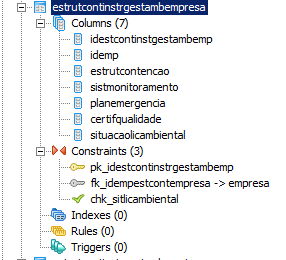 estrutcontinstrgestambempresa
Columns (7)
idestcontinstgestambemp
idemp
estrutcontencao
sistmonitoramento
planemergencia
certifqualidade
situacaolicambiental
Constraints (3)
pk_idestcontinstgestambemp
fk_idempestcontempresa -> empresa
chk_sitlicambiental
Indexes (0)
Rules (0)
Triggers (0)